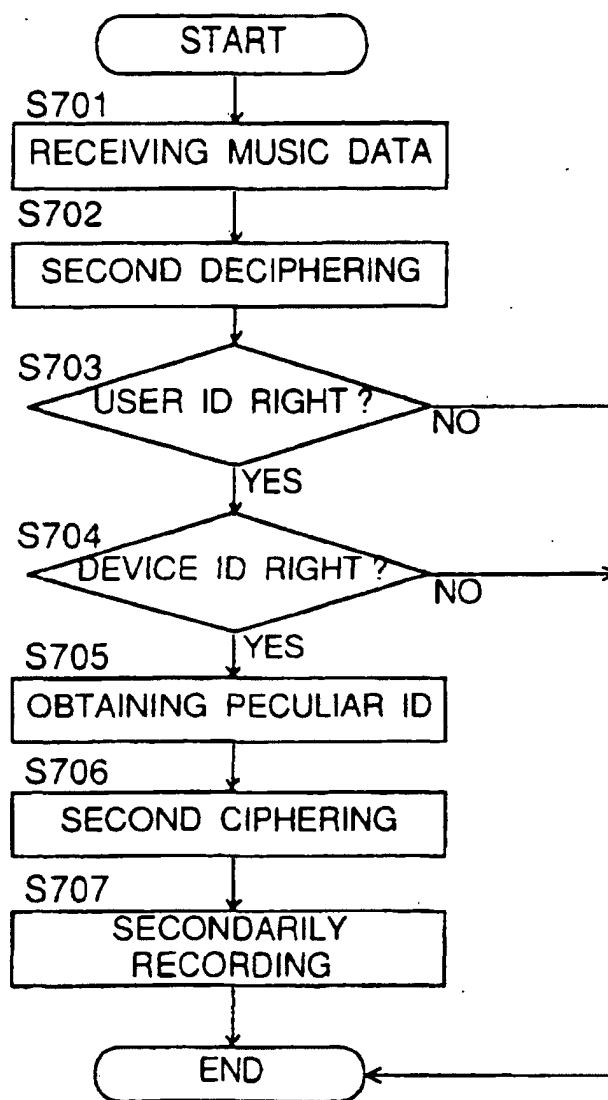 START
S701
RECEIVING MUSIC DATA
S702
SECOND DECIPHERING
S703
USER ID RIGHT ?
NO
YES
S704
DEVICE ID RIGHT ?
NO
YES
S705
OBTAINING PECULIAR ID
S706
SECOND CIPHERING
S707
SECONDARILY
RECORDING
END